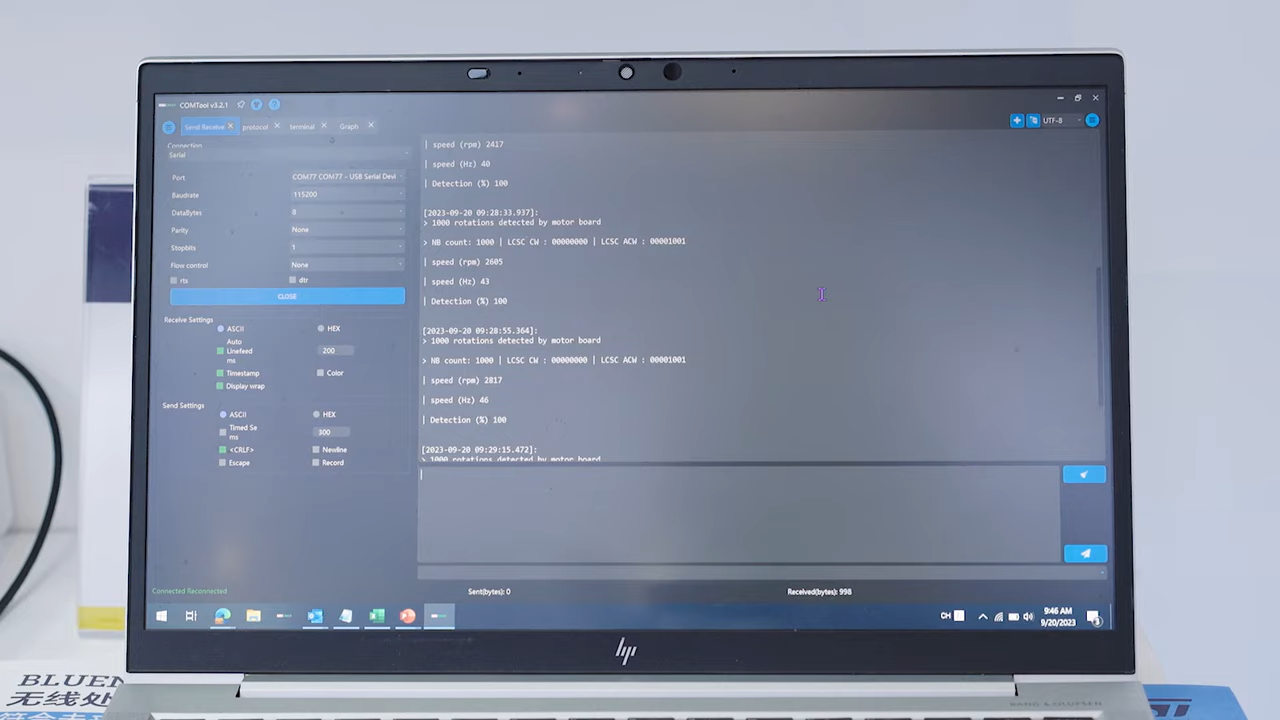 COMTool v3.2.1
Send Receive
protocol
terminal
Graph
UTF-8
Connection
Serial
Port
COM77 COM77 - USB Serial Devi
Baudrate
115200
DataBytes
8
Parity
None
Stopbits
1
Flow control
None
rts
dtr
CLOSE
Receive Settings
ASCII
HEX
Auto
Linefeed
ms
200
Timestamp
Color
Display wrap
Send Settings
ASCII
HEX
Timed Se
ms
300
<CRLF>
Newline
Escape
Record
| speed (rpm) 2417
| speed (Hz) 40
| Detection (%) 100
[2023-09-20 09:28:33.937]:
> 1000 rotations detected by motor board
> NB count: 1000 | LCSC CW : 00000000 | LCSC ACW : 00001001
| speed (rpm) 2605
| speed (Hz) 43
| Detection (%) 100
[2023-09-20 09:28:55.364]:
> 1000 rotations detected by motor board
> NB count: 1000 | LCSC CW : 00000000 | LCSC ACW : 00001001
| speed (rpm) 2817
| speed (Hz) 46
| Detection (%) 100
[2023-09-20 09:29:15.472]:
> 1000 rotations detected by motor board
Connected Reconnected
Sent(bytes): 0
Received(bytes): 998
CH
9:46 AM
9/20/2023
hp
BLUEN
无线处